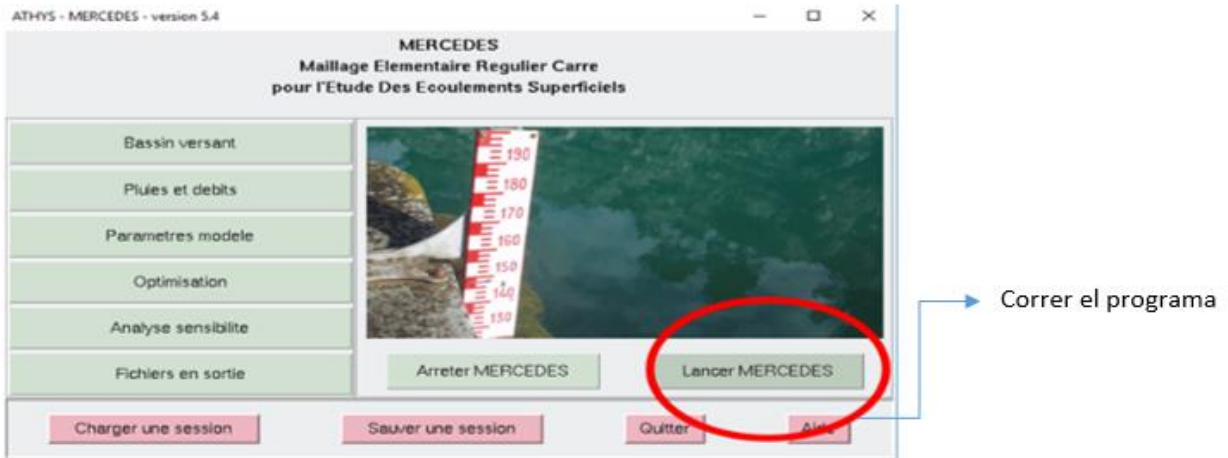 ATHYS - MERCEDES - version 5.4
MERCEDES
Maillage Elementaire Regulier Carre
pour l'Etude Des Ecoulements Superficiels
Bassin versant
Pluies et debits
Parametres modele
Optimisation
Analyse sensibilite
Fichiers en sortie
190
180
170
160
150
140
130
Arreter MERCEDES
Lancer MERCEDES
Charger une session
Sauver une session
Quitter
Aide
Correr el programa